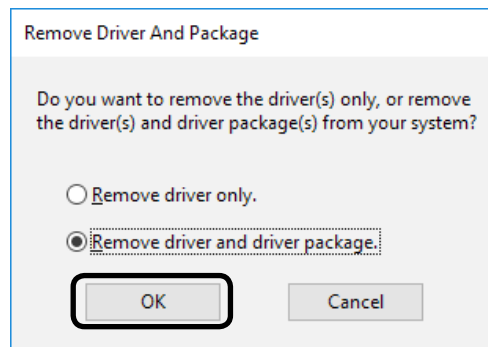 Remove Driver And Package
Do you want to remove the driver(s) only, or remove
the driver(s) and driver package(s) from your system?
Remove driver only.
Remove driver and driver package.
OK Cancel